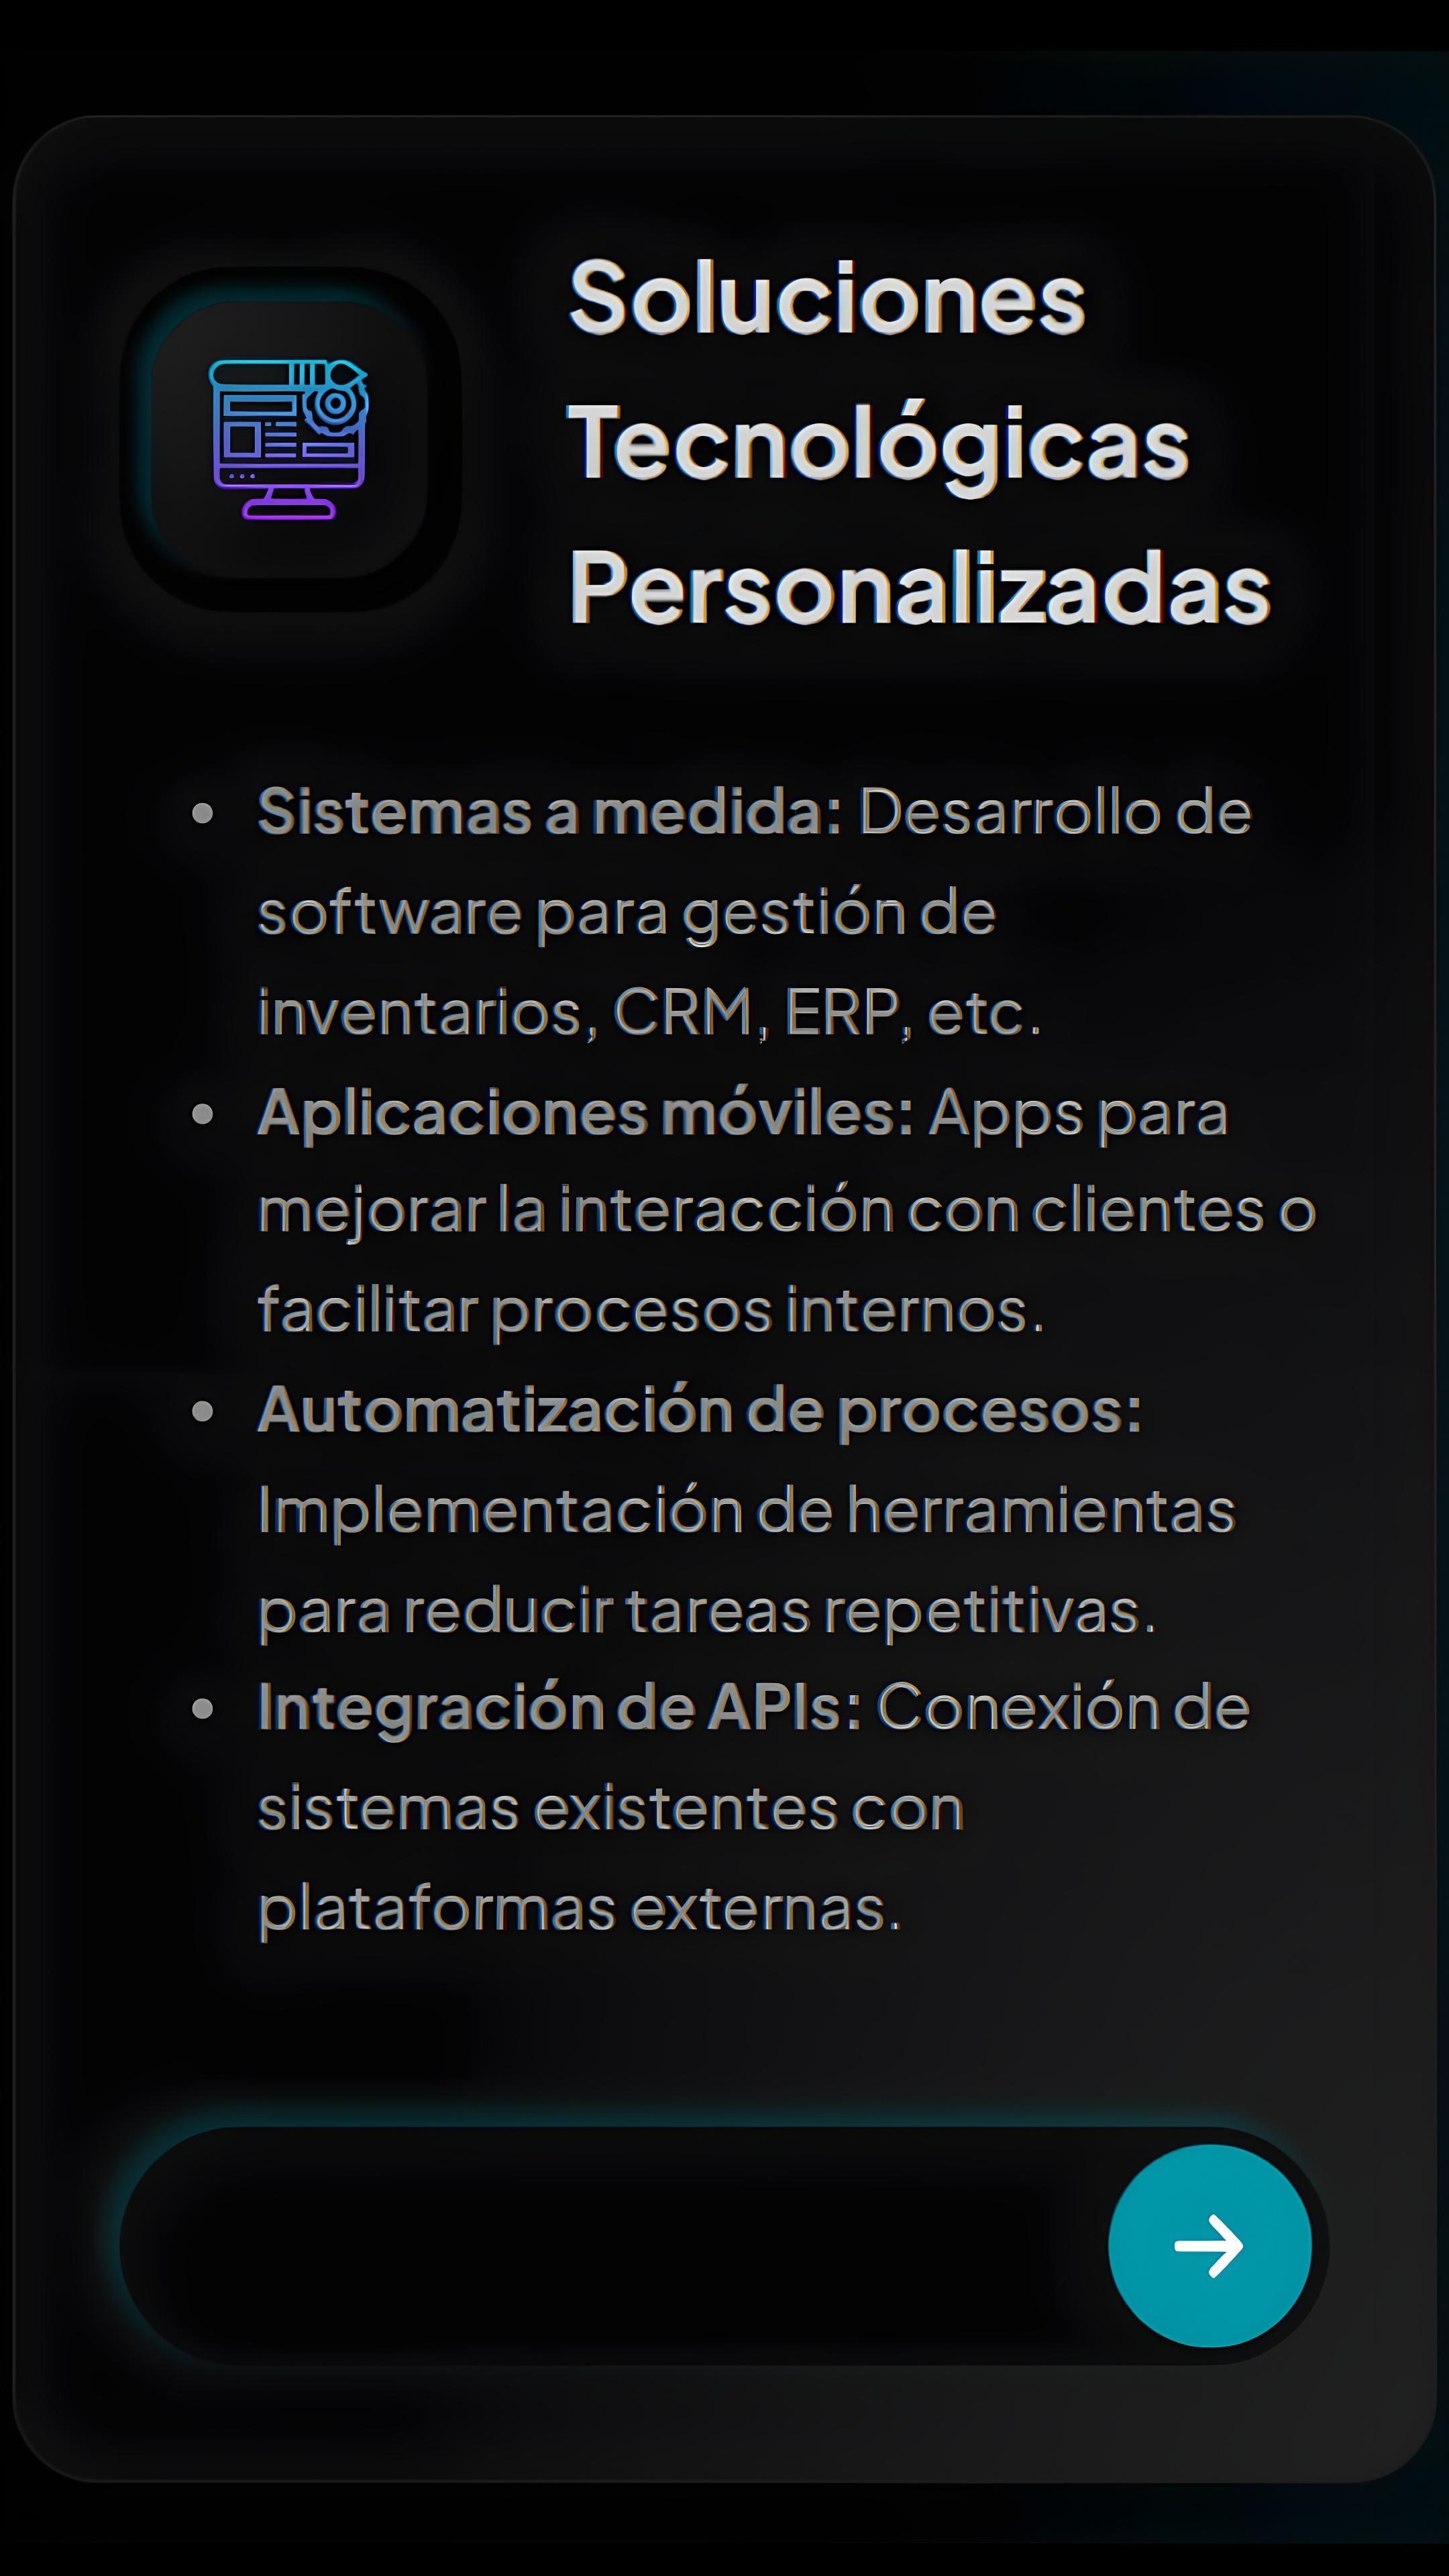 Soluciones
Tecnológicas
Personalizadas
• Sistemas a medida: Desarrollo de
software para gestión de
inventarios, CRM, ERP, etc.
• Aplicaciones móviles: Apps para
mejorar la interacción con clientes o
facilitar procesos internos.
• Automatización de procesos:
Implementación de herramientas
para reducir tareas repetitivas.
• Integración de APIs: Conexión de
sistemas existentes con
plataformas externas.